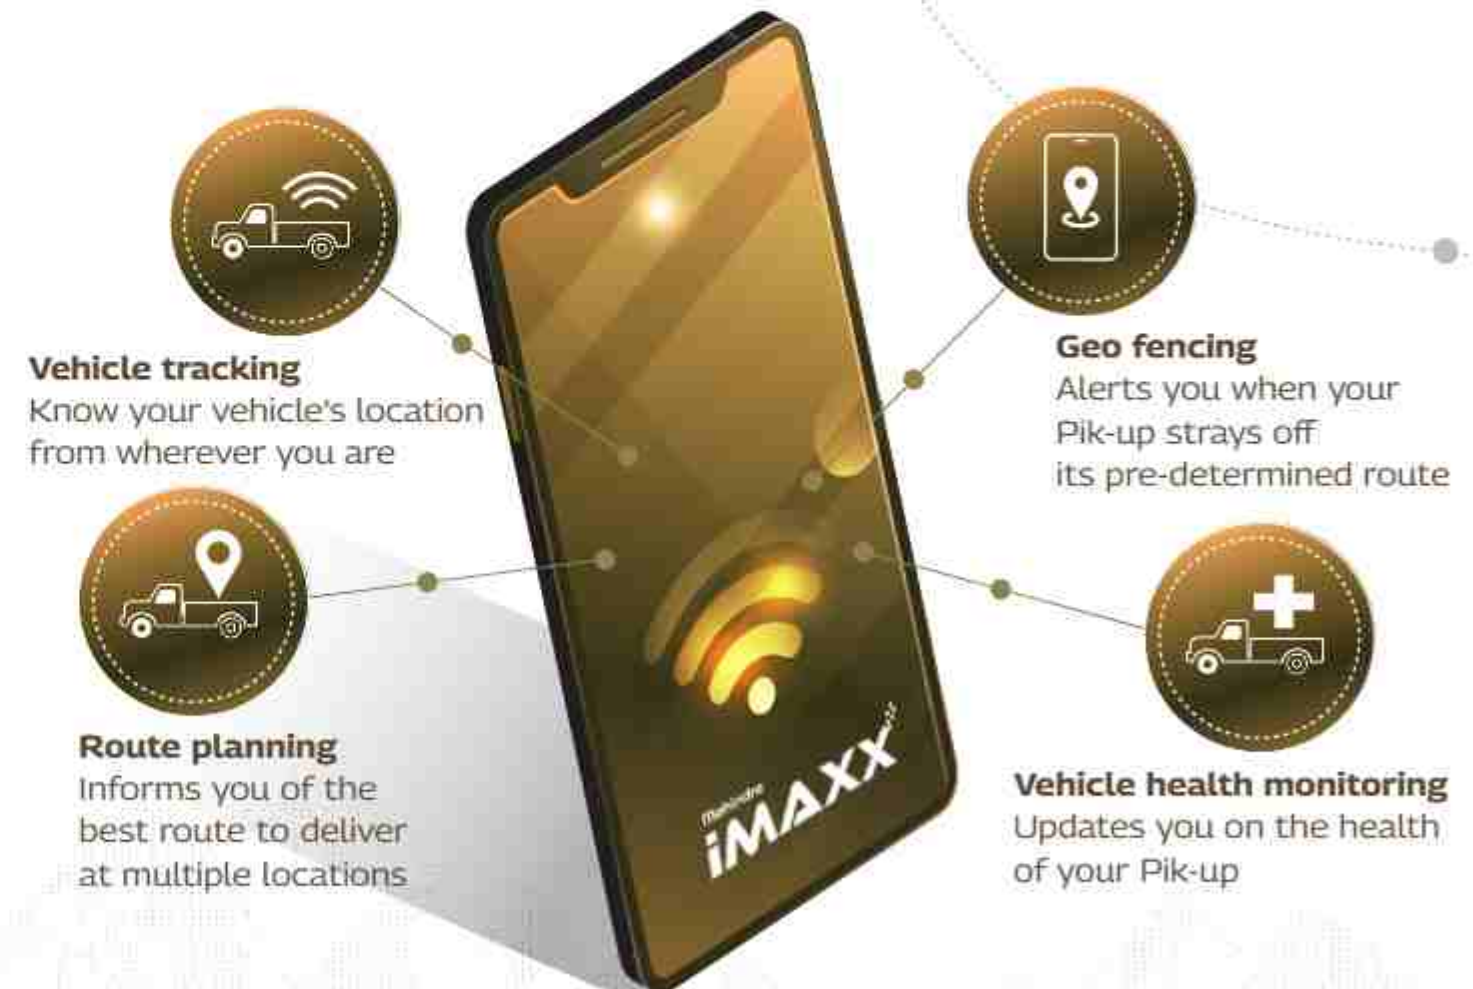 Vehicle tracking
Know your vehicle's location
from wherever you are
Geo fencing
Alerts you when your
Pik-up strays off
its pre-determined route
Route planning
Informs you of the
best route to deliver
at multiple locations
Vehicle health monitoring
Updates you on the health
of your Pik-up
Mahindra
iMAXX